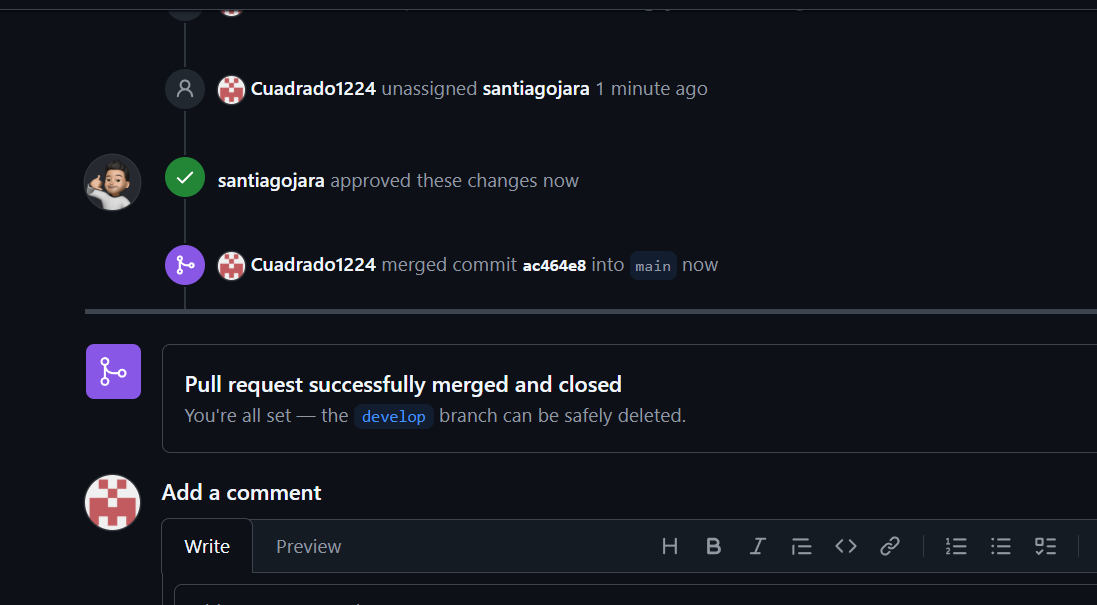 Cuadrado1224 unassigned santiagojara 1 minute ago
santiagojara approved these changes now
Cuadrado1224 merged commit ac464e8 into main now
Pull request successfully merged and closed
You're all set — the develop branch can be safely deleted.
Add a comment
Write Preview